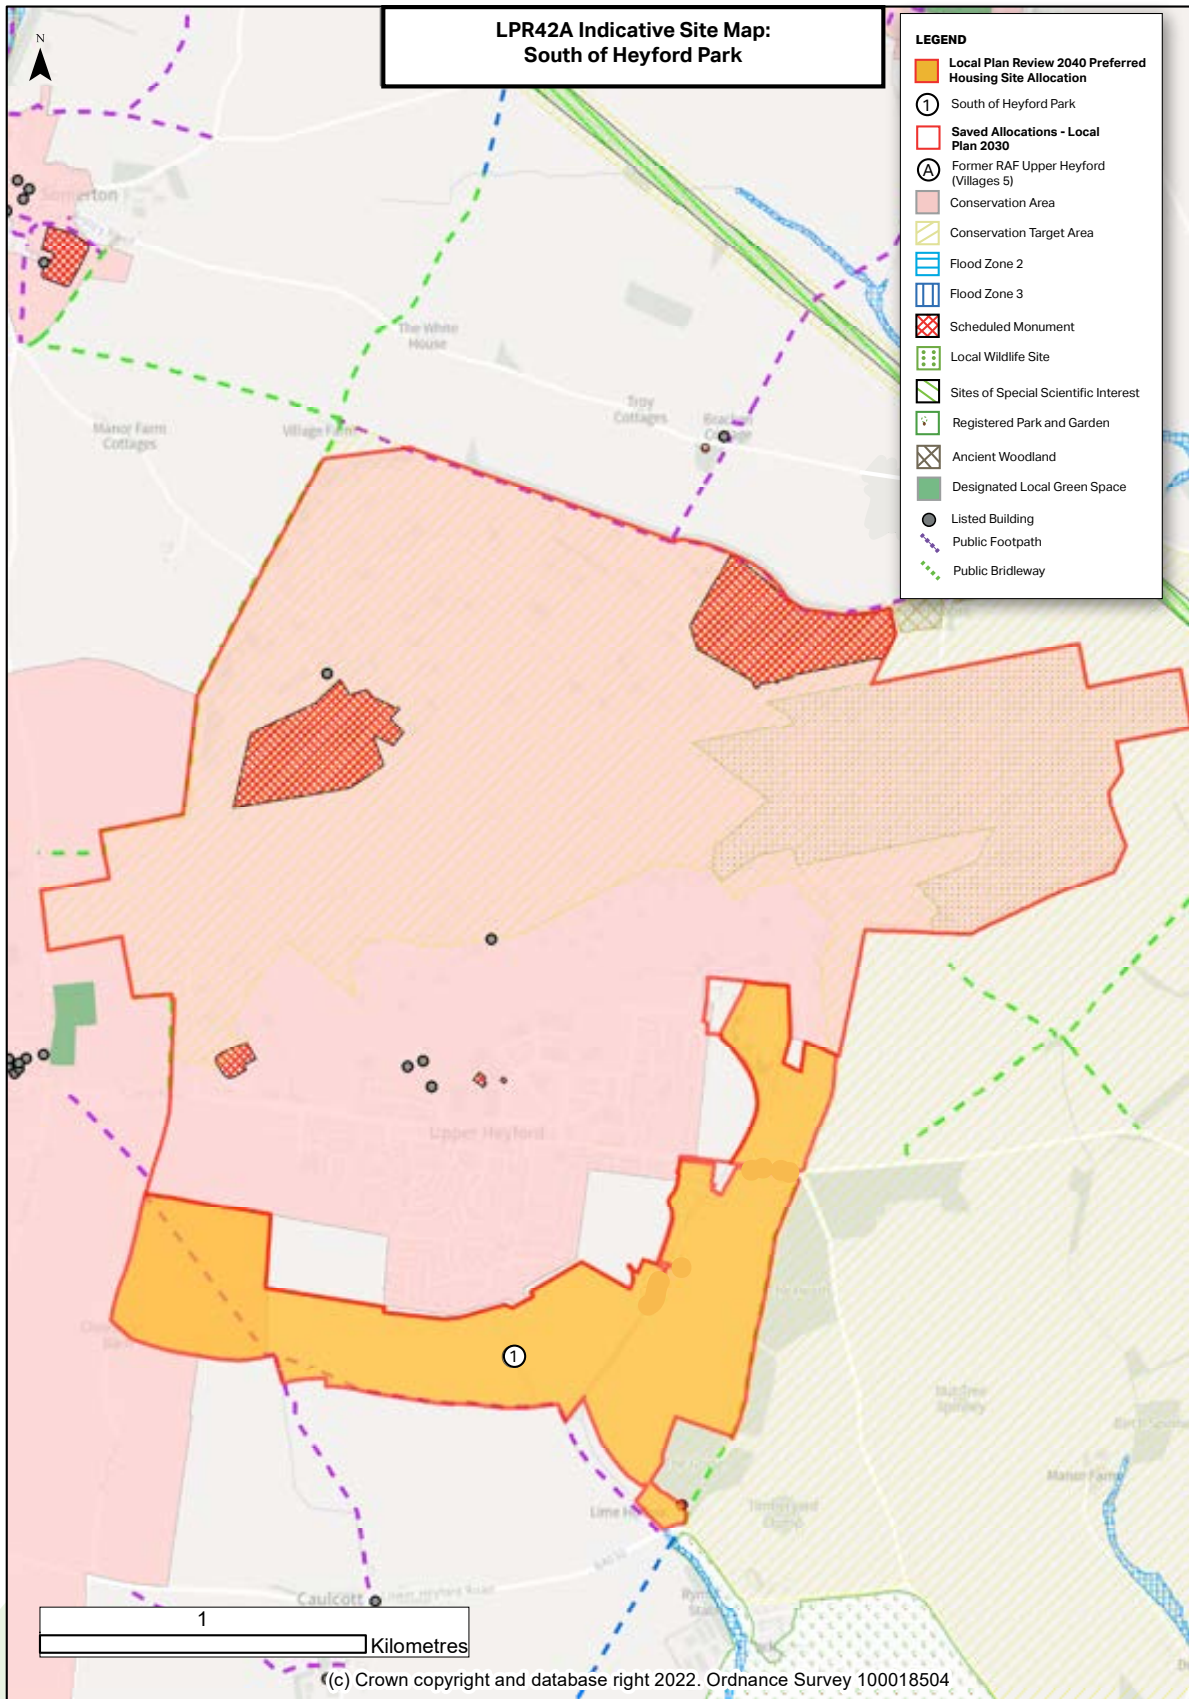 LPR42A Indicative Site Map:
South of Heyford Park
N
LEGEND
Local Plan Review 2040 Preferred
Housing Site Allocation
1 South of Heyford Park
Saved Allocations - Local
Plan 2030
A Former RAF Upper Heyford
(Villages 5)
Conservation Area
Conservation Target Area
Flood Zone 2
Flood Zone 3
Scheduled Monument
Local Wildlife Site
Sites of Special Scientific Interest
Registered Park and Garden
Ancient Woodland
Designated Local Green Space
Listed Building
Public Footpath
Public Bridleway
Somerton
The White
House
Troy
Cottages
Manor Farm
Cottages
Village Farm
Upper Heyford
1
Manor Farm
Caulcott
1
Kilometres
(c) Crown copyright and database right 2022. Ordnance Survey 100018504